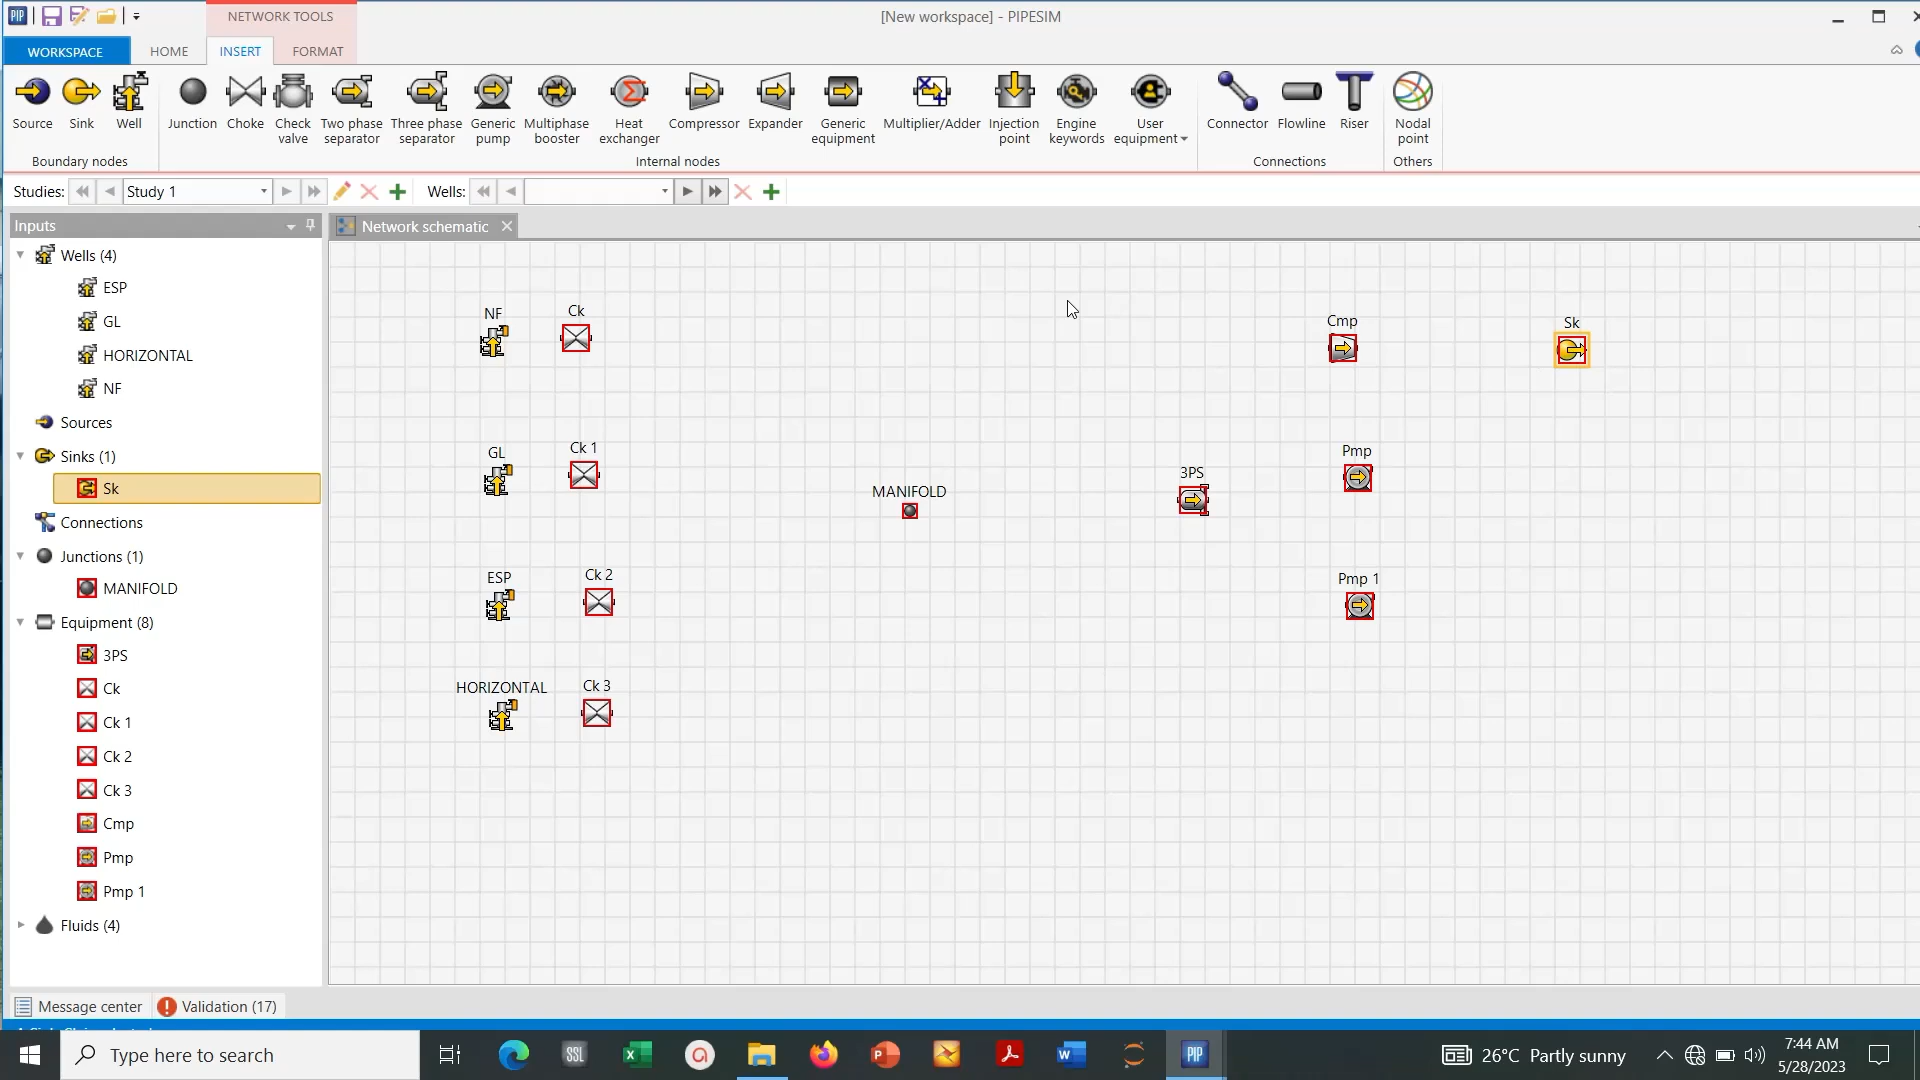 PIP
NETWORK TOOLS
[New workspace] - PIPESIM
WORKSPACE
HOME
INSERT
FORMAT
Source
Sink
Well
Junction
Choke
Check valve
Two phase separator
Three phase separator
Generic pump
Multiphase booster
Heat exchanger
Compressor
Expander
Generic equipment
Multiplier/Adder
Injection point
Engine keywords
User equipment
Connector
Flowline
Riser
Nodal point
Boundary nodes
Internal nodes
Connections
Others
Studies:
Study 1
Wells:
Inputs
Network schematic
Wells (4)
ESP
GL
HORIZONTAL
NF
Sources
Sinks (1)
Sk
Connections
Junctions (1)
MANIFOLD
Equipment (8)
3PS
Ck
Ck 1
Ck 2
Ck 3
Cmp
Pmp
Pmp 1
Fluids (4)
NF
Ck
Cmp
Sk
GL
Ck 1
Pmp
3PS
MANIFOLD
ESP
Ck 2
Pmp 1
HORIZONTAL
Ck 3
Message center
Validation (17)
Type here to search
SSL
PIP
26°C Partly sunny
7:44 AM
5/28/2023